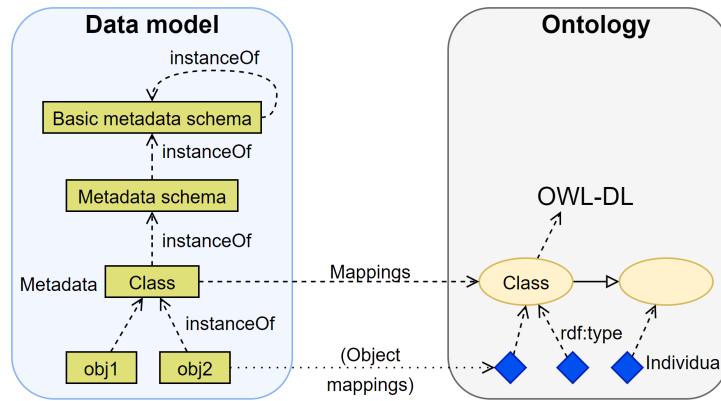 Data model
Ontology
instanceOf
Basic metadata schema
instanceOf
Metadata schema
OWL-DL
instanceOf
Metadata
Class
Mappings
Class
instanceOf
rdf:type
obj1
obj2
(Object
mappings)
Individua